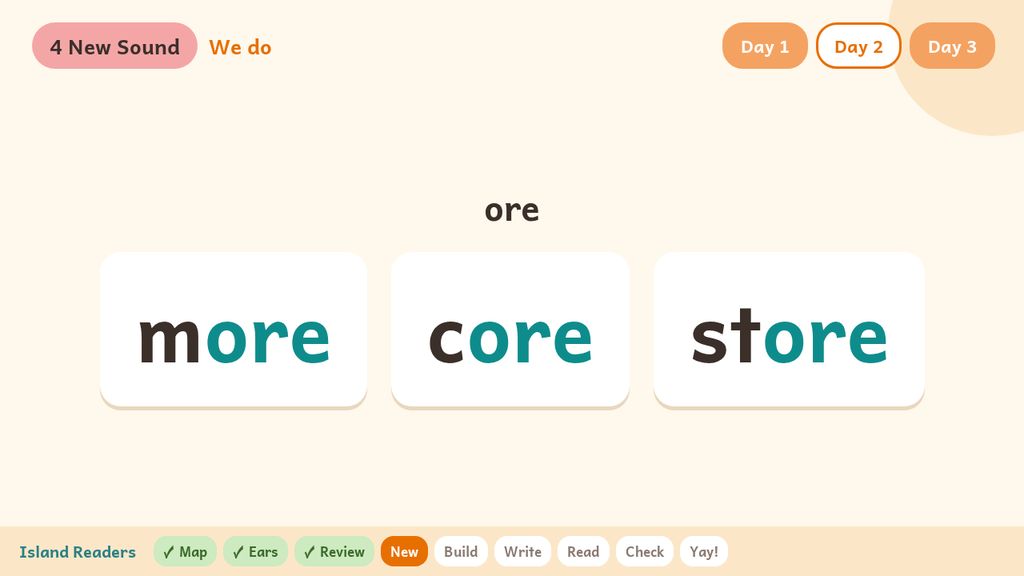 4 New Sound We do Day 1 Day 2 Day 3
ore
more core store
Island Readers ✓ Map ✓ Ears ✓ Review New Build Write Read Check Yay!